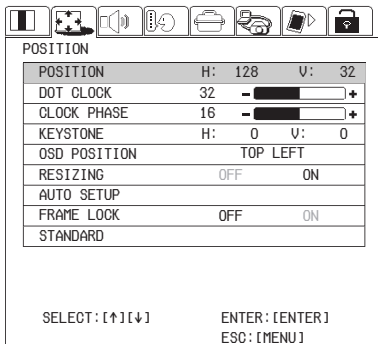 POSITION
POSITION H: 128 V: 32
DOT CLOCK 32 - +
CLOCK PHASE 16 - +
KEYSTONE H: 0 V: 0
OSD POSITION TOP LEFT
RESIZING OFF ON
AUTO SETUP
FRAME LOCK OFF ON
STANDARD
SELECT:[↑][↓] ENTER:[ENTER]
ESC:[MENU]